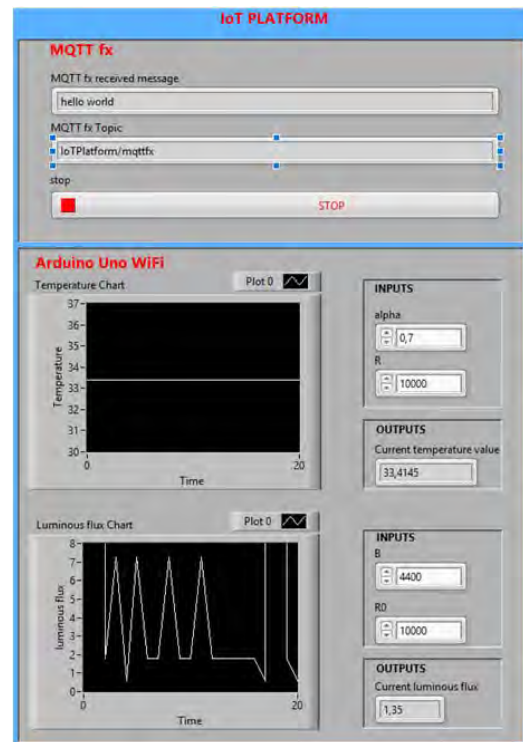 IoT PLATFORM
MQTT fx
MQTT fx received message
hello world
MQTT fx Topic
IoTPlatform/mqttfx
stop
STOP
Arduino Uno WiFi
Temperature Chart
Plot 0
37
36
35
34
33
32
31
30
Temperature
0
20
Time
INPUTS
alpha
0,7
R
10000
OUTPUTS
Current temperature value
33,4145
Luminous flux Chart
Plot 0
8
7
6
5
4
3
2
1
0
luminous flux
0
20
Time
INPUTS
B
4400
R0
10000
OUTPUTS
Current luminous flux
1,35